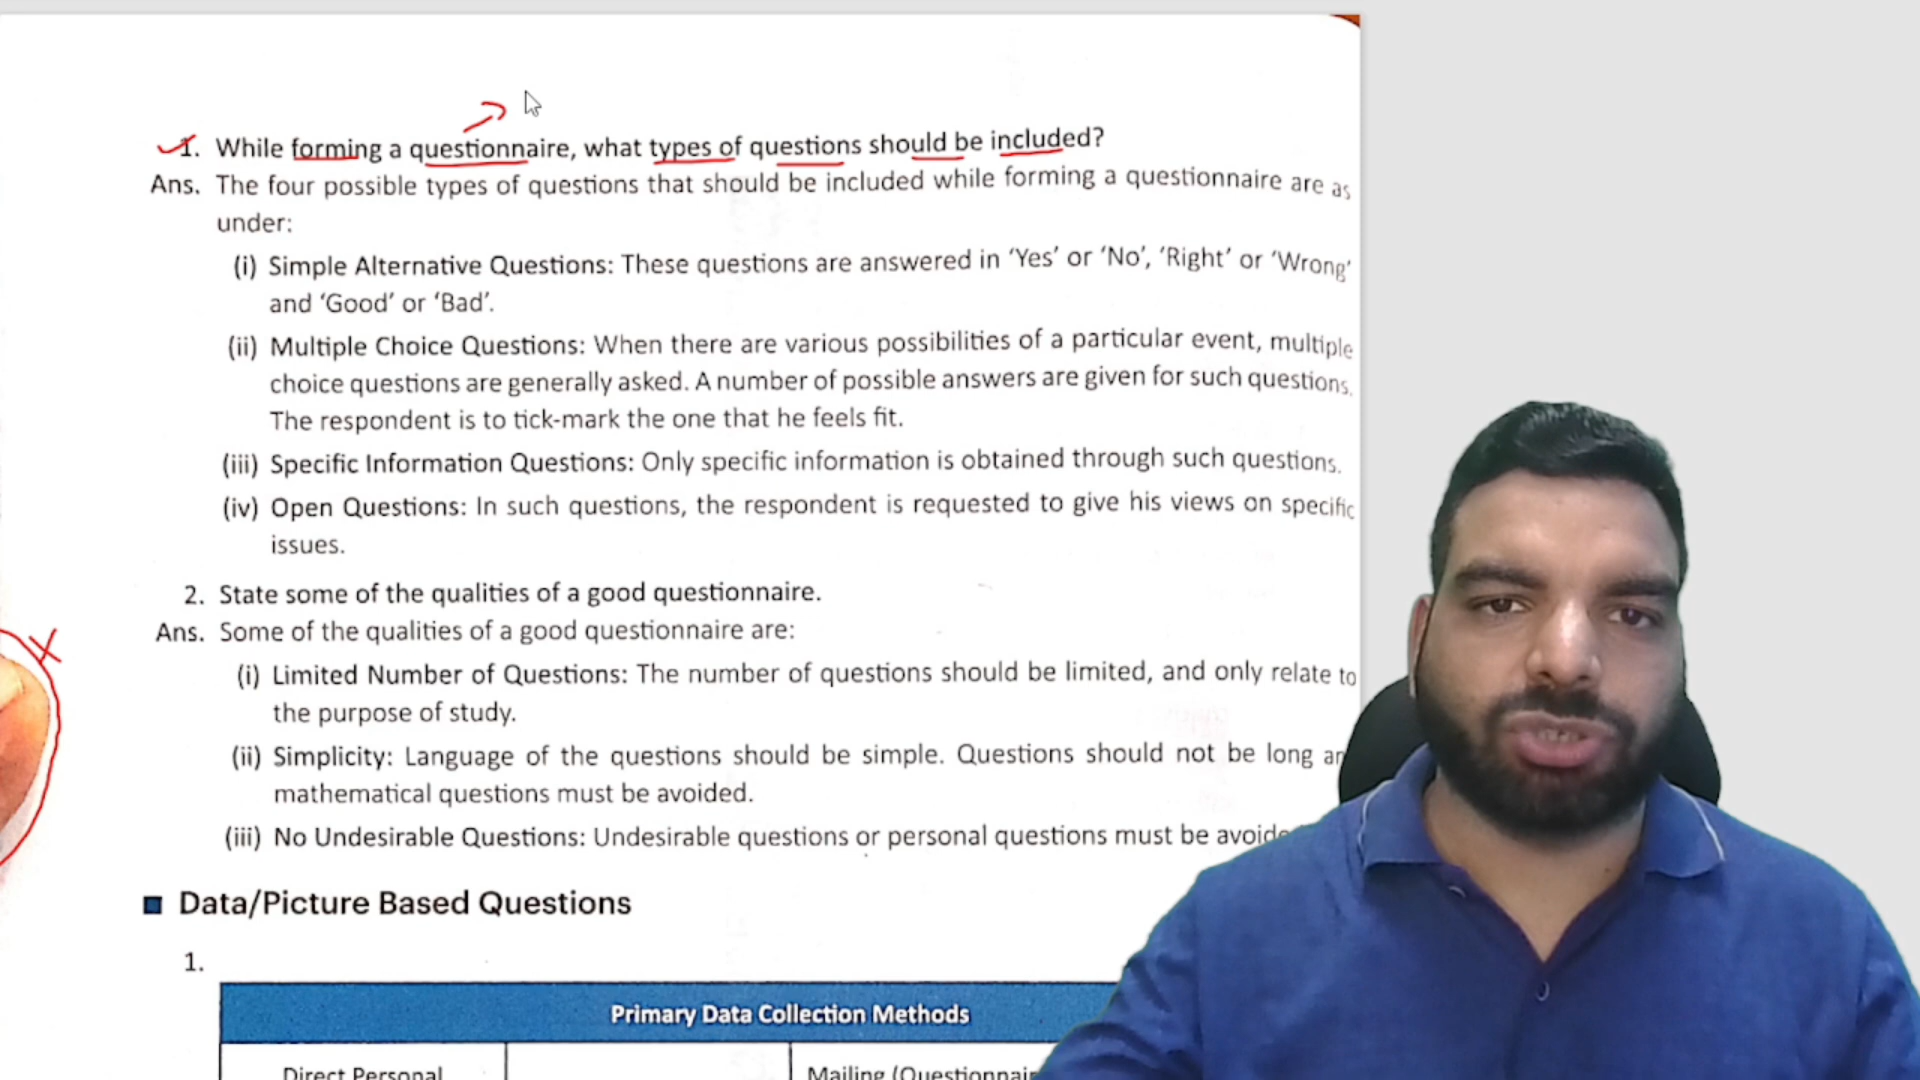 1. While forming a questionnaire, what types of questions should be included?
Ans. The four possible types of questions that should be included while forming a questionnaire are as
under:
(i) Simple Alternative Questions: These questions are answered in ‘Yes’ or ‘No’, ‘Right’ or ‘Wrong’
and ‘Good’ or ‘Bad’.
(ii) Multiple Choice Questions: When there are various possibilities of a particular event, multiple
choice questions are generally asked. A number of possible answers are given for such questions.
The respondent is to tick-mark the one that he feels fit.
(iii) Specific Information Questions: Only specific information is obtained through such questions.
(iv) Open Questions: In such questions, the respondent is requested to give his views on specific
issues.
2. State some of the qualities of a good questionnaire.
Ans. Some of the qualities of a good questionnaire are:
(i) Limited Number of Questions: The number of questions should be limited, and only relate to
the purpose of study.
(ii) Simplicity: Language of the questions should be simple. Questions should not be long
mathematical questions must be avoided.
(iii) No Undesirable Questions: Undesirable questions or personal questions must be
Data/Picture Based Questions
1.
Primary Data Collection Methods
Direct Personal
Mailing